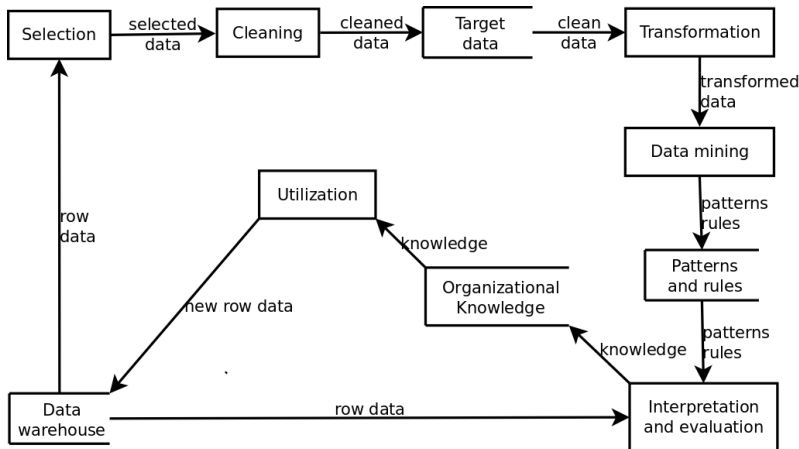 Selection
selected
data
Cleaning
cleaned
data
Target
data
clean
data
Transformation
transformed
data
Data mining
patterns
rules
Patterns
and rules
patterns
rules
Interpretation
and evaluation
knowledge
Organizational
Knowledge
knowledge
Utilization
new row data
Data
warehouse
row data
row
data